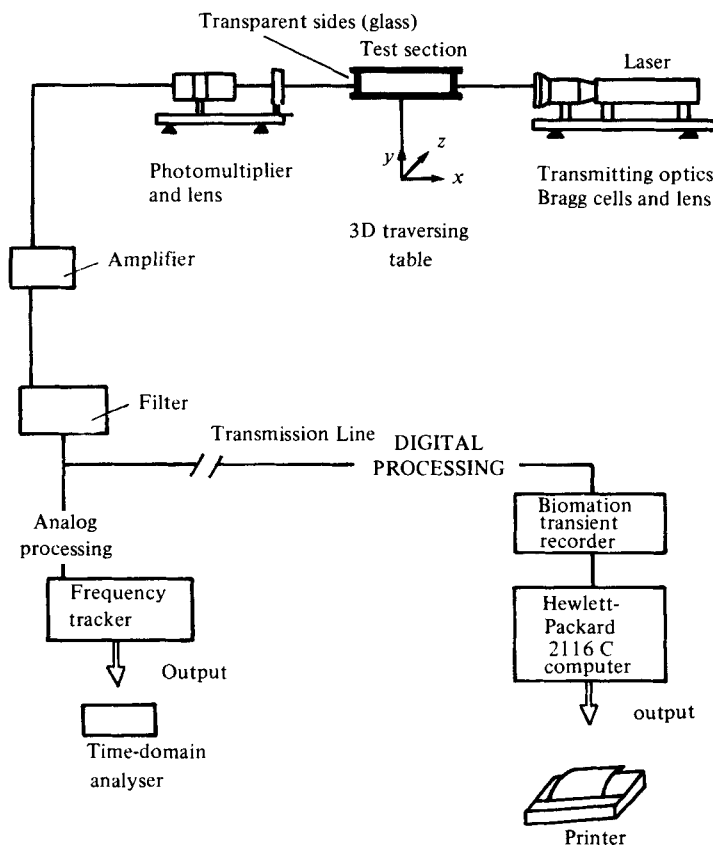 Transparent sides (glass)
Test section
Laser
y
z
x
Photomultiplier
and lens
Transmitting optics
Bragg cells and lens
3D traversing
table
Amplifier
Filter
Transmission Line
DIGITAL
PROCESSING
Analog
processing
Biomation
transient
recorder
Frequency
tracker
Hewlett-
Packard
2116 C
computer
Output
output
Time-domain
analyser
Printer